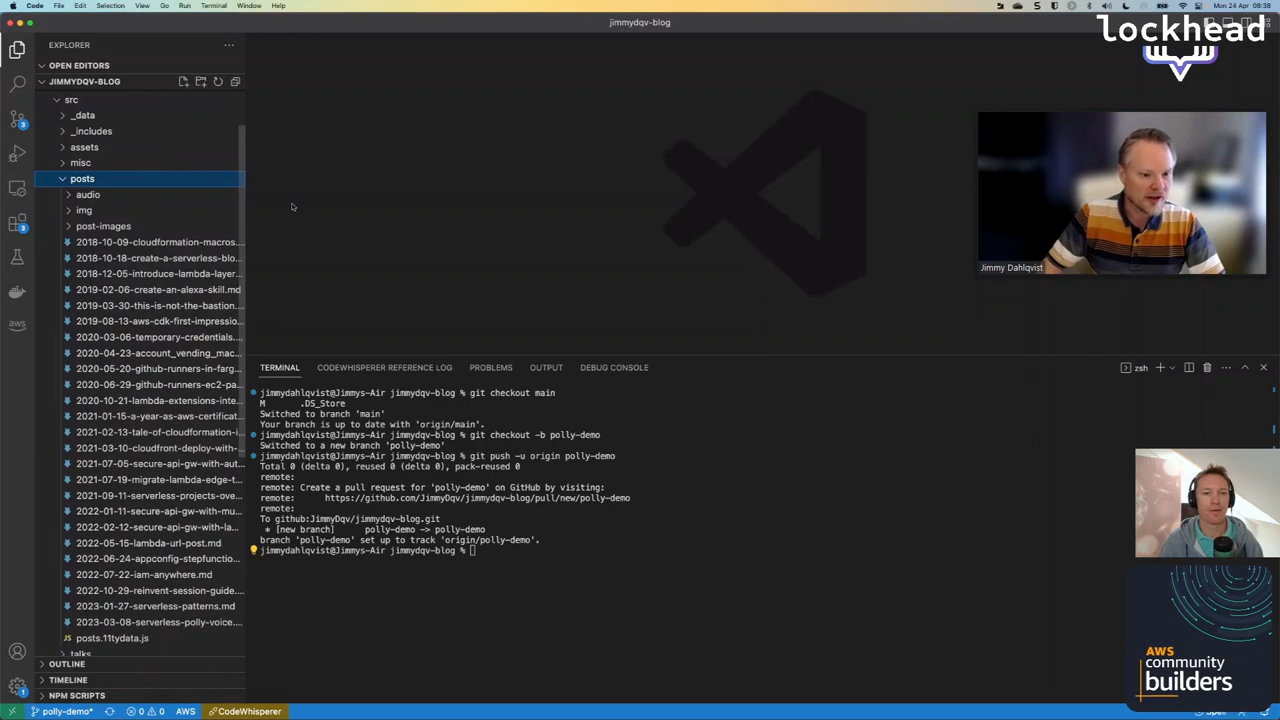 Code File Edit Selection View Go Run Terminal Window Help
Mon 24 Apr 08:38
jimmydqv-blog
lockhead
EXPLORER
OPEN EDITORS
JIMMYDQV-BLOG
src
_data
_includes
assets
misc
posts
audio
img
post-images
2018-10-09-cloudformation-macros...
2018-10-18-create-a-serverless-blo...
2018-12-05-introduce-lambda-layer...
2019-02-06-create-an-alexa-skill.md
2019-03-30-this-is-not-the-bastion...
2019-08-13-aws-cdk-first-impressio...
2020-03-06-temporary-credentials...
2020-04-23-account_vending_mac...
2020-05-20-github-runners-in-farg...
2020-06-29-github-runners-ec2-pa...
2020-10-21-lambda-extensions-inte...
2021-01-15-a-year-as-aws-certificat...
2021-02-13-tale-of-cloudformation-i...
2021-03-10-cloudfront-deploy-with-...
2021-07-05-secure-api-gw-with-aut...
2021-07-19-migrate-lambda-edge-t...
2021-09-11-serverless-projects-ove...
2022-01-11-secure-api-gw-with-mu...
2022-02-12-secure-api-gw-with-la...
2022-05-15-lambda-url-post.md
2022-06-24-appconfig-stepfunctio...
2022-07-22-iam-anywhere.md
2022-10-29-reinvent-session-guide...
2023-01-27-serverless-patterns.md
2023-03-08-serverless-polly-voice...
posts.11tydata.js
talks
OUTLINE
TIMELINE
NPM SCRIPTS
aws
3
3
1
TERMINAL CODEWHISPERER REFERENCE LOG PROBLEMS OUTPUT DEBUG CONSOLE
zsh
jimmydahlqvist@Jimmys-Air jimmydqv-blog % git checkout main
M .DS_Store
Switched to branch 'main'
Your branch is up to date with 'origin/main'.
jimmydahlqvist@Jimmys-Air jimmydqv-blog % git checkout -b polly-demo
Switched to a new branch 'polly-demo'
jimmydahlqvist@Jimmys-Air jimmydqv-blog % git push -u origin polly-demo
Total 0 (delta 0), reused 0 (delta 0), pack-reused 0
remote:
remote: Create a pull request for 'polly-demo' on GitHub by visiting:
remote: https://github.com/JimmyDqv/jimmydqv-blog/pull/new/polly-demo
remote:
To github:JimmyDqv/jimmydqv-blog.git
* [new branch] polly-demo -> polly-demo
branch 'polly-demo' set up to track 'origin/polly-demo'.
jimmydahlqvist@Jimmys-Air jimmydqv-blog %
Jimmy Dahlqvist
AWS
community
builders
polly-demo* 0 0 AWS CodeWhisperer
Spell